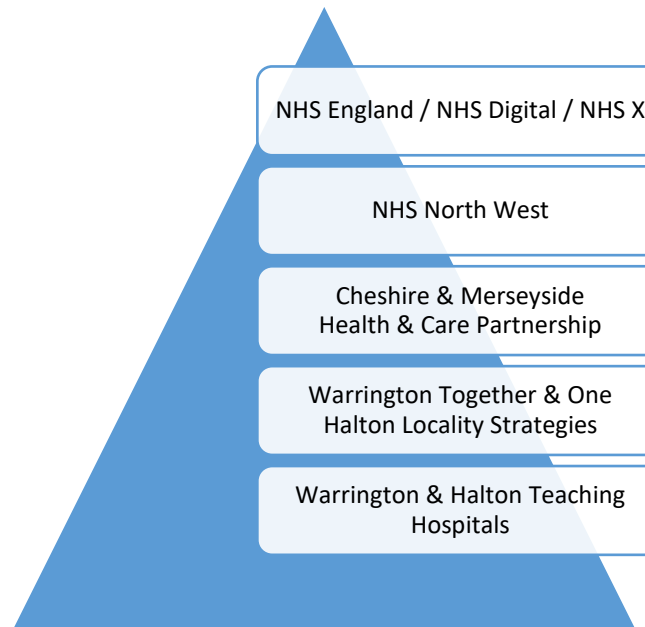 NHS England / NHS Digital / NHS X
NHS North West
Cheshire & Merseyside
Health & Care Partnership
Warrington Together & One
Halton Locality Strategies
Warrington & Halton Teaching
Hospitals